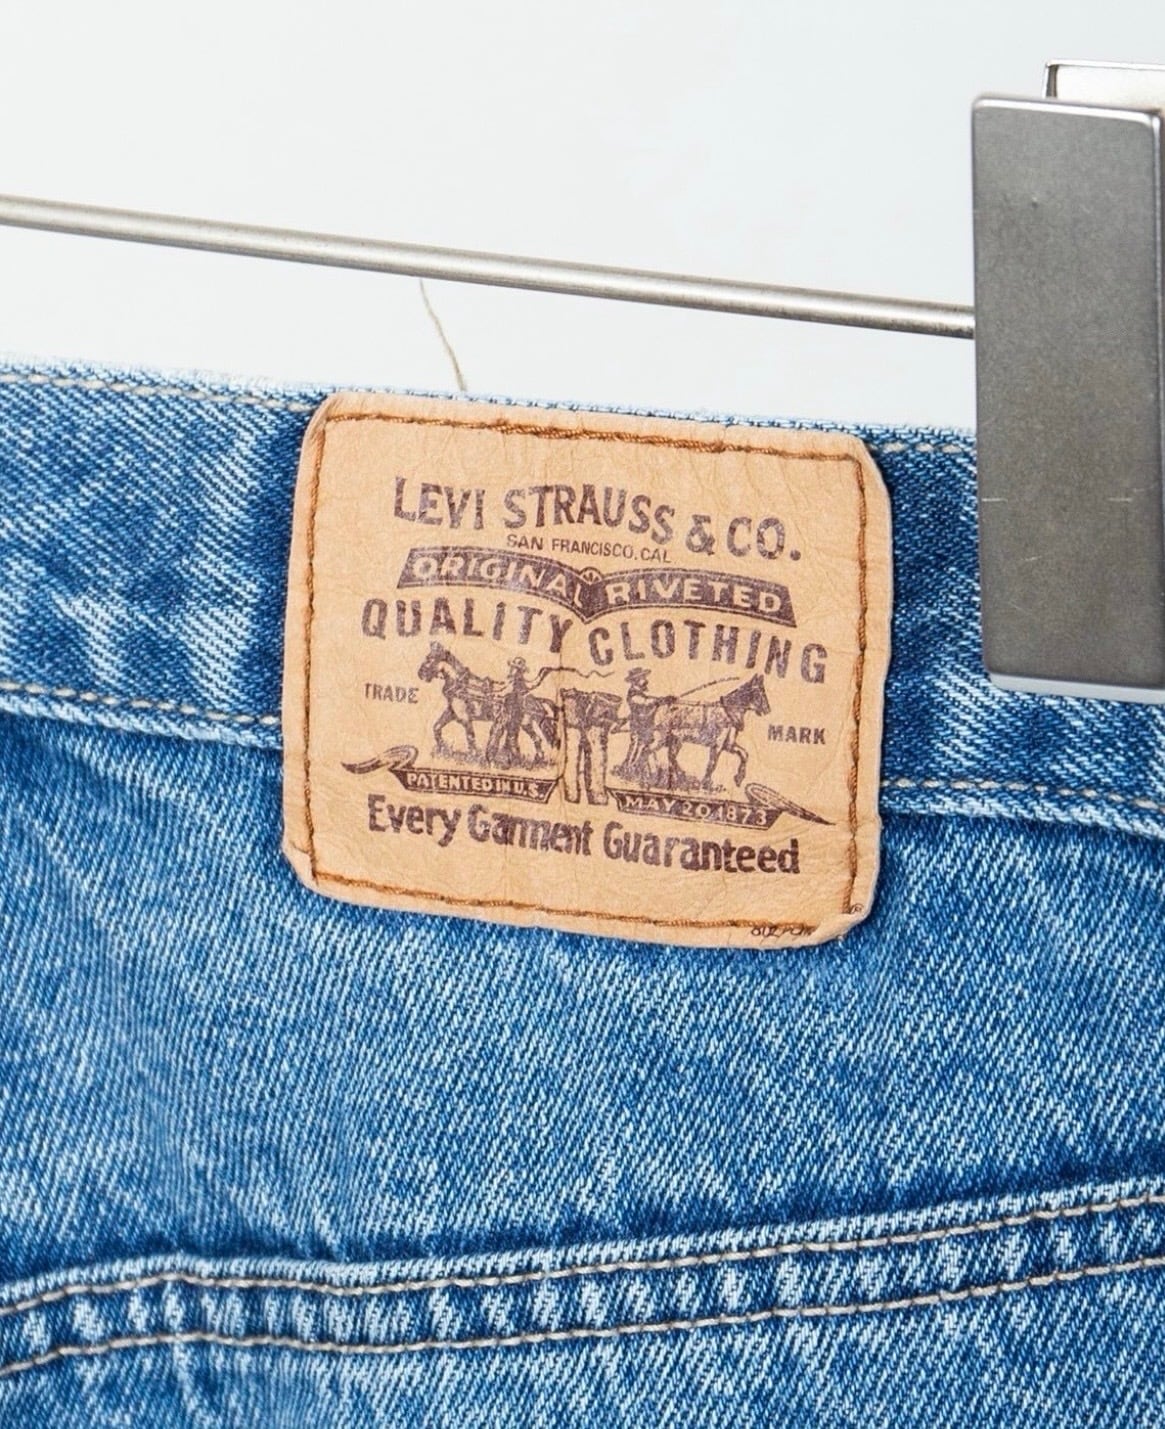 LEVI STRAUSS & CO.
SAN FRANCISCO, CAL
ORIGINAL RIVETED
QUALITY CLOTHING
TRADE MARK
PATENTED IN U.S.
MAY 20 1873
Every Garment Guaranteed
®